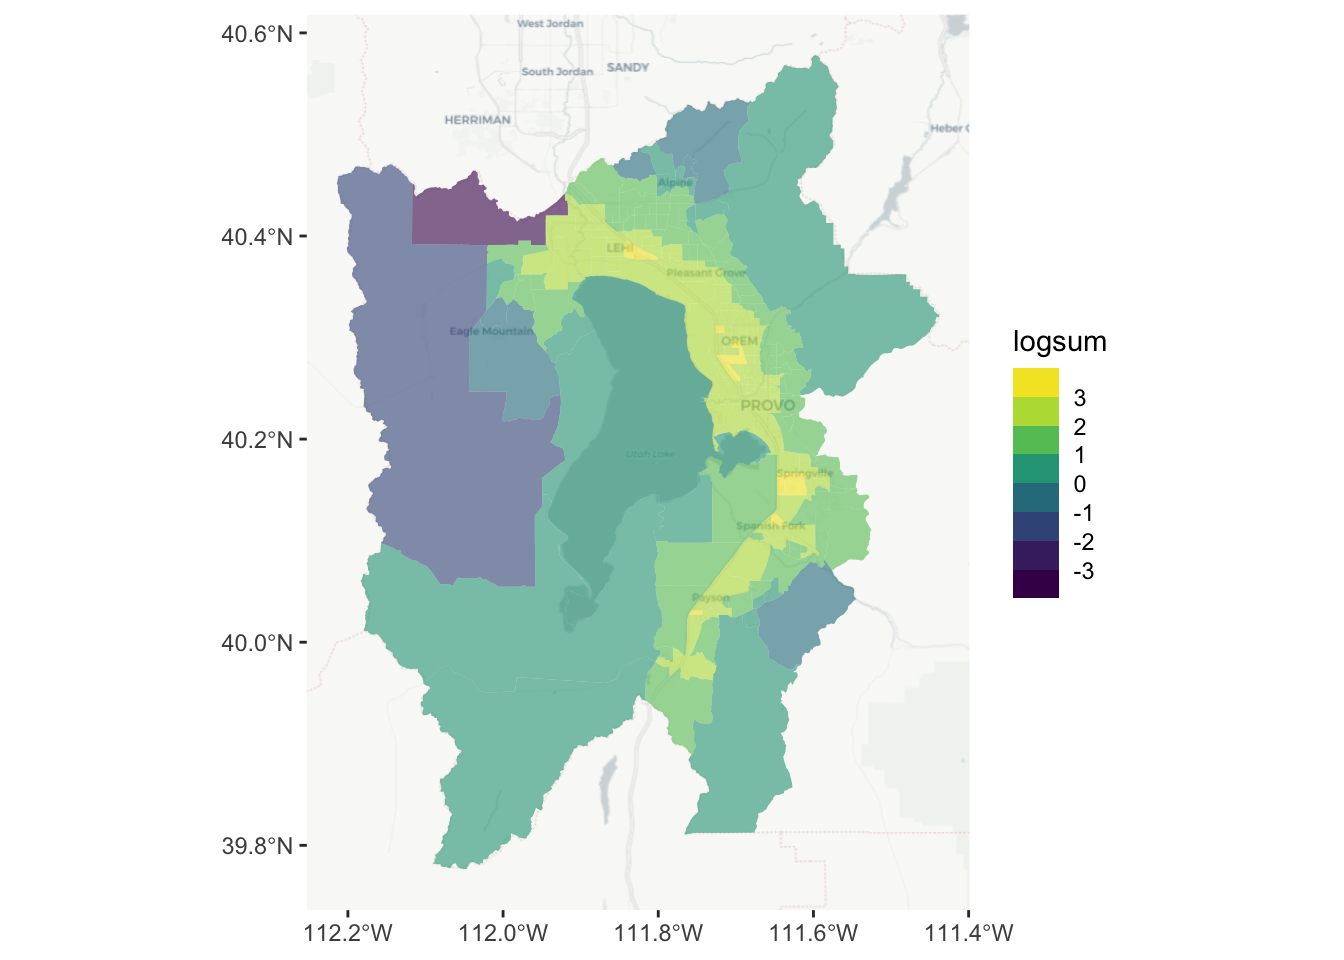 40.6°N
40.4°N
40.2°N
40.0°N
39.8°N
112.2°W
112.0°W
111.8°W
111.6°W
111.4°W
West Jordan
South Jordan
SANDY
HERRIMAN
Heber C
Alpine
LEHI
Pleasant Grove
Eagle Mountain
OREM
PROVO
Utah Lake
Springville
Spanish Fork
Payson
logsum
3
2
1
0
-1
-2
-3